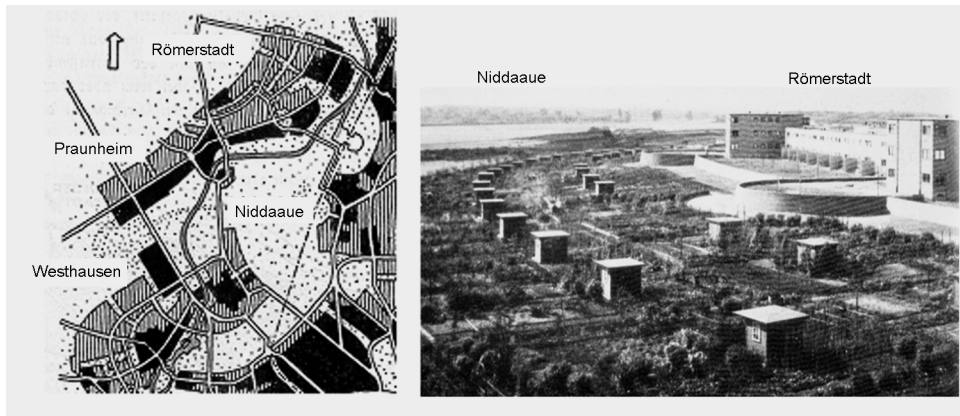 Römerstadt
Praunheim
Niddaaue
Westhausen
Niddaaue
Römerstadt